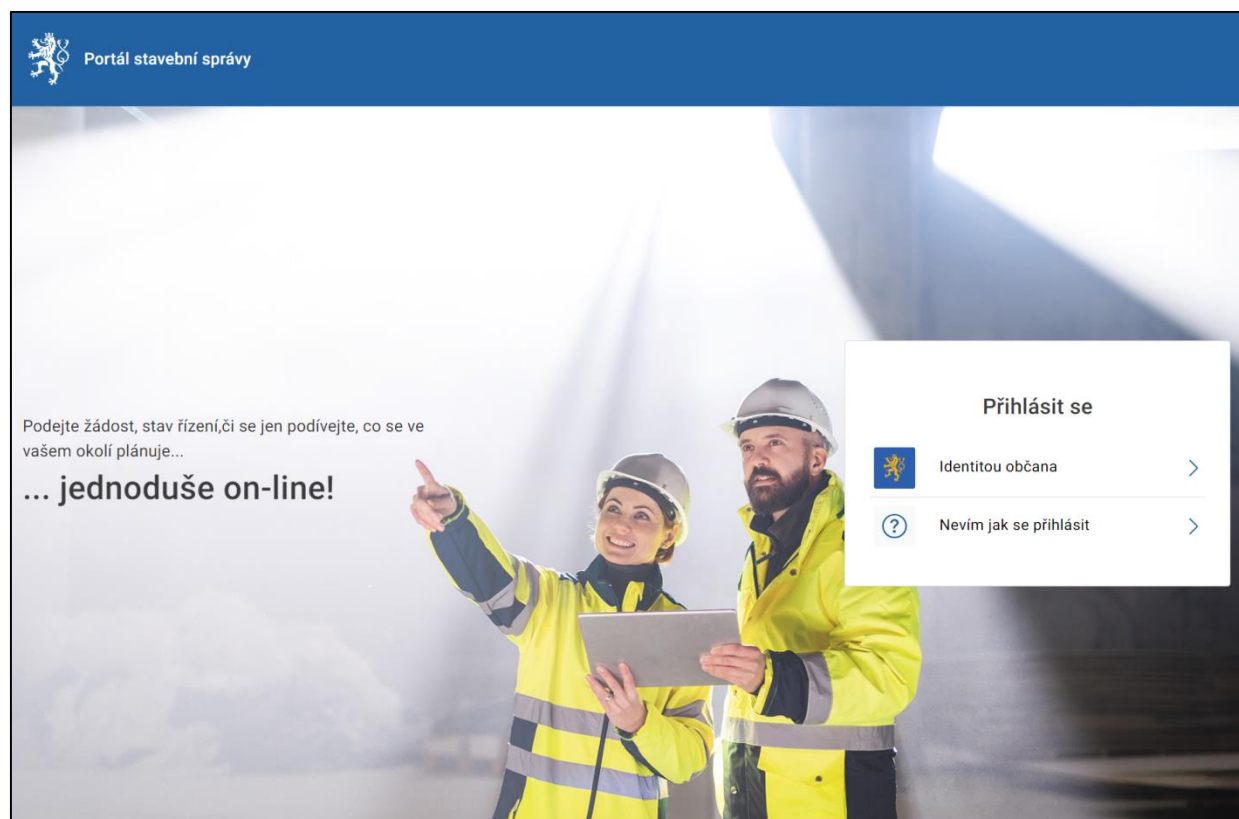 Portál stavební správy
Podejte žádost, stav řízení,či se jen podívejte, co se ve
vašem okolí plánuje...
... jednoduše on-line!
Přihlásit se
Identitou občana
Nevím jak se přihlásit